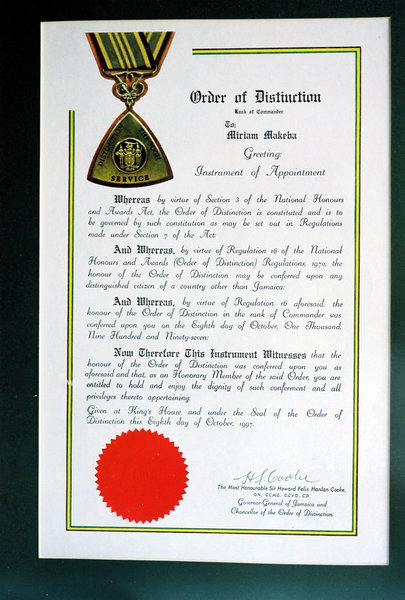 DISTINCTION THROUGH
SERVICE
Order of Distinction
Rank of Commander
To:
Miriam Makeba
Greeting:
Instrument of Appointment
Whereas by virtue of Section 3 of the National Honours
and Awards Act, the Order of Distinction is constituted and is to
be governed by such constitution as may be set out in Regulations
made under Section 7 of the Act:
And Whereas, by virtue of Regulation 16 of the National
Honours and Awards (Order of Distinction) Regulations, 1970, the
honour of the Order of Distinction may be conferred upon any
distinguished citizen of a country other than Jamaica:
And Whereas, by virtue of Regulation 16 aforesaid, the
honour of the Order of Distinction in the rank of Commander was
conferred upon you on the Eighth day of October, One Thousand,
Nine Hundred and Ninety-seven:
Now Therefore This Instrument Witnesses that the
honour of the Order of Distinction was conferred upon you as
aforesaid and that, as an Honorary Member of the said Order, you are
entitled to hold and enjoy the dignity of such conferment and all
privileges thereto appertaining.
Given at King's House and under the Seal of the Order of
Distinction this Eighth day of October, 1997.
H F Cooke
The Most Honourable Sir Howard Felix Hanlan Cooke,
O.N., G.C.M.G., G.C.V.O., C.D.
Governor-General of Jamaica and
Chancellor of the Order of Distinction.